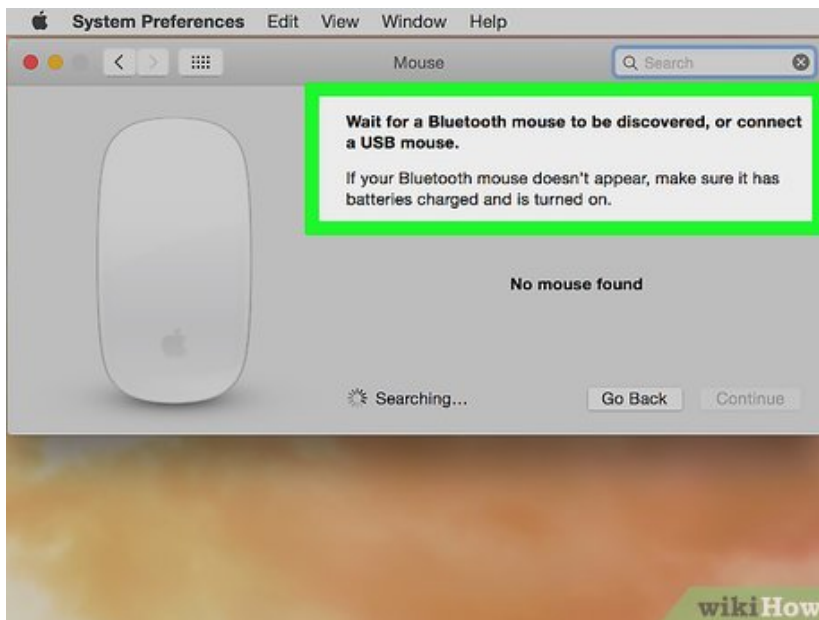 System Preferences Edit View Window Help
Mouse
Search
Wait for a Bluetooth mouse to be discovered, or connect
a USB mouse.
If your Bluetooth mouse doesn't appear, make sure it has
batteries charged and is turned on.
No mouse found
Searching...
Go Back
Continue
wikiHow